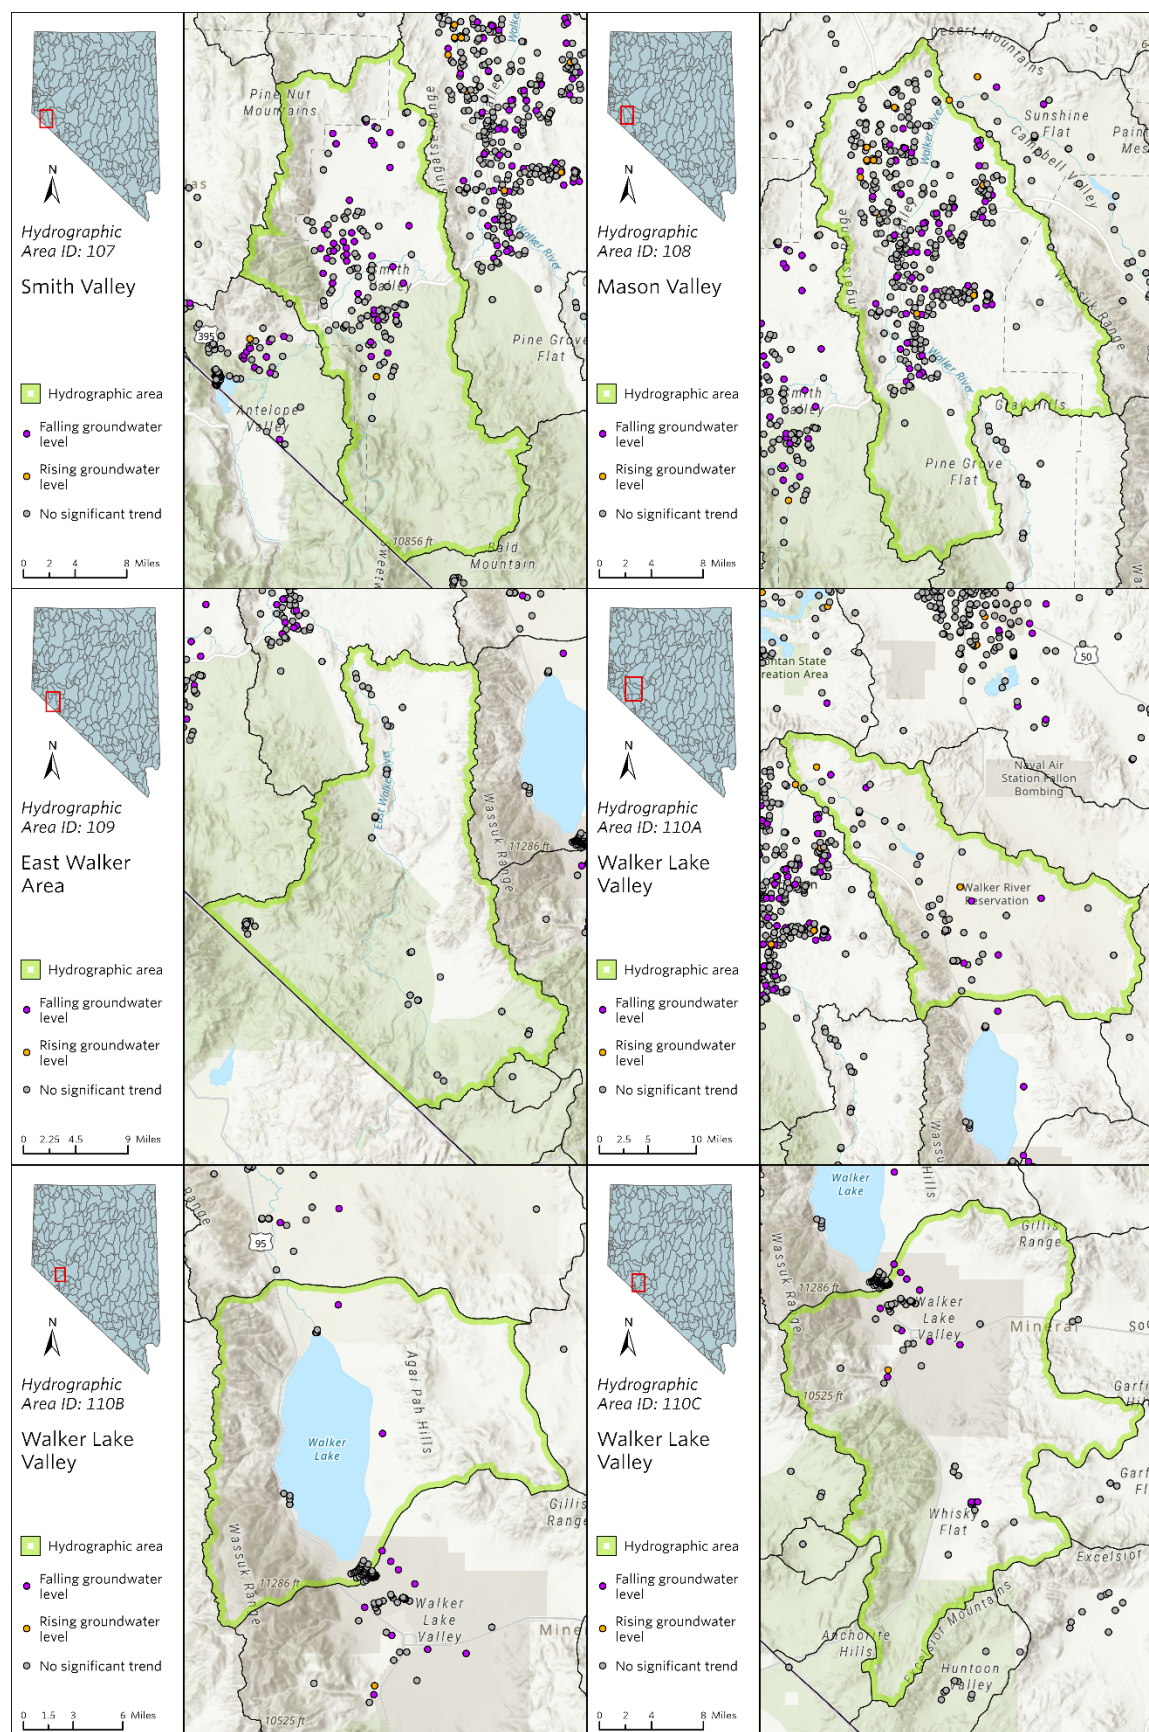 N
Hydrographic
Area ID: 107
Smith Valley
Hydrographic area
Falling groundwater
level
Rising groundwater
level
No significant trend
0 2 4 8 Miles
Pine Nut
Mountains
Walker River
Smith
Valley
395
Antelope
Valley
Pine Grove
Flat
10856 ft
Bald
Mountain
N
Hydrographic
Area ID: 108
Mason Valley
Hydrographic area
Falling groundwater
level
Rising groundwater
level
No significant trend
0 2 4 8 Miles
Desert Mountains
Sunshine
Flat
Campbell Valley
Walker River
Wassuk Range
Walker River
Gray Hills
Smith
Valley
Pine Grove
Flat
N
Hydrographic
Area ID: 109
East Walker
Area
Hydrographic area
Falling groundwater
level
Rising groundwater
level
No significant trend
0 2.25 4.5 9 Miles
East Walker River
Wassuk Range
11286 ft
N
Hydrographic
Area ID: 110A
Walker Lake
Valley
Hydrographic area
Falling groundwater
level
Rising groundwater
level
No significant trend
0 2.5 5 10 Miles
50
Naval Air
Station Fallon
Bombing
Walker River
Reservation
N
Hydrographic
Area ID: 110B
Walker Lake
Valley
Hydrographic area
Falling groundwater
level
Rising groundwater
level
No significant trend
0 1.5 3 6 Miles
Range
95
Agai Pah Hills
Walker
Lake
Gillis
Range
Wassuk Range
11286 ft
Walker
Lake
Valley
10525 ft
N
Hydrographic
Area ID: 110C
Walker Lake
Valley
Hydrographic area
Falling groundwater
level
Rising groundwater
level
No significant trend
0 2 4 8 Miles
Walker
Lake
Hills
Gillis
Range
Wassuk Range
11286 ft
Walker
Lake
Valley
Mineral
10525 ft
Whisky
Flat
Excelsior
Excelsior Mountains
Anchorite
Hills
Huntoon
Valley